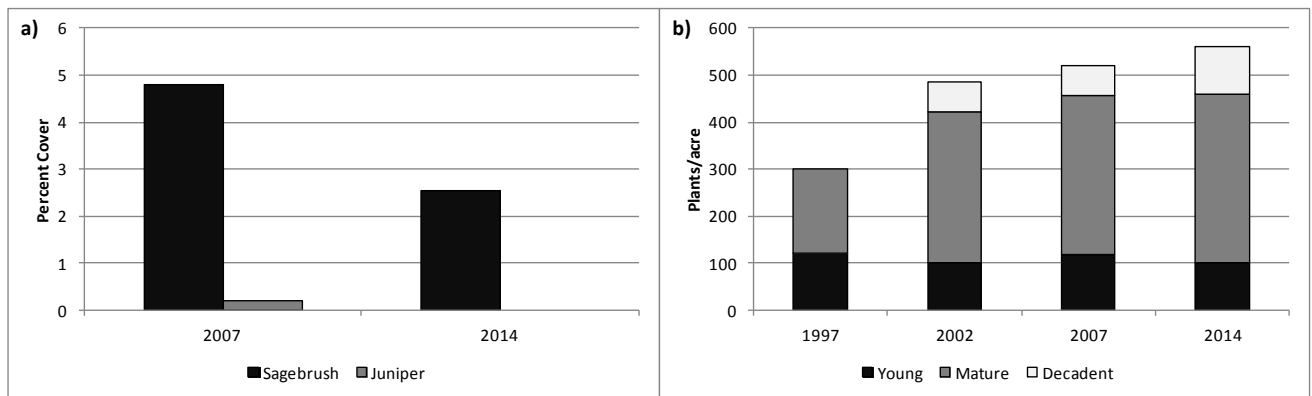 a)
6
5
4
3
2
1
0
Percent Cover
2007 2014
Sagebrush Juniper
b)
600
500
400
300
200
100
0
Plants/acre
1997 2002 2007 2014
Young Mature Decadent